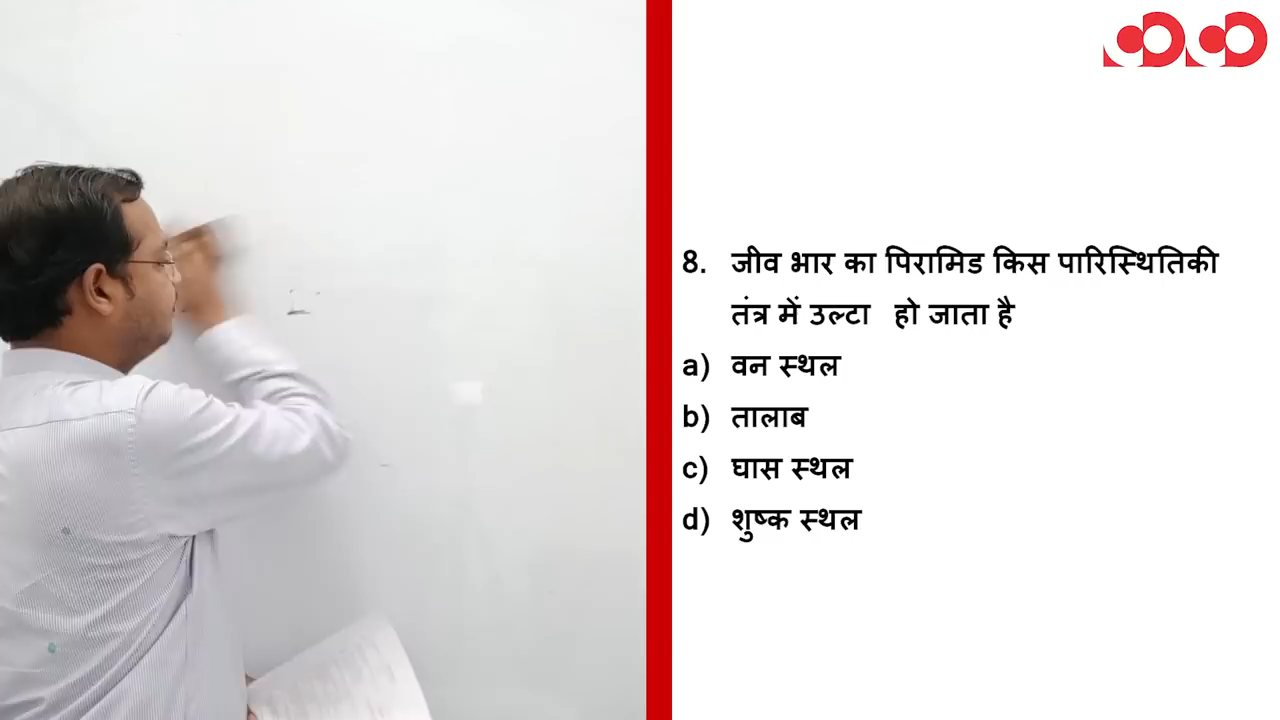 8. जीव भार का पिरामिड किस पारिस्थितिकी
तंत्र में उल्टा हो जाता है
a) वन स्थल
b) तालाब
c) घास स्थल
d) शुष्क स्थल